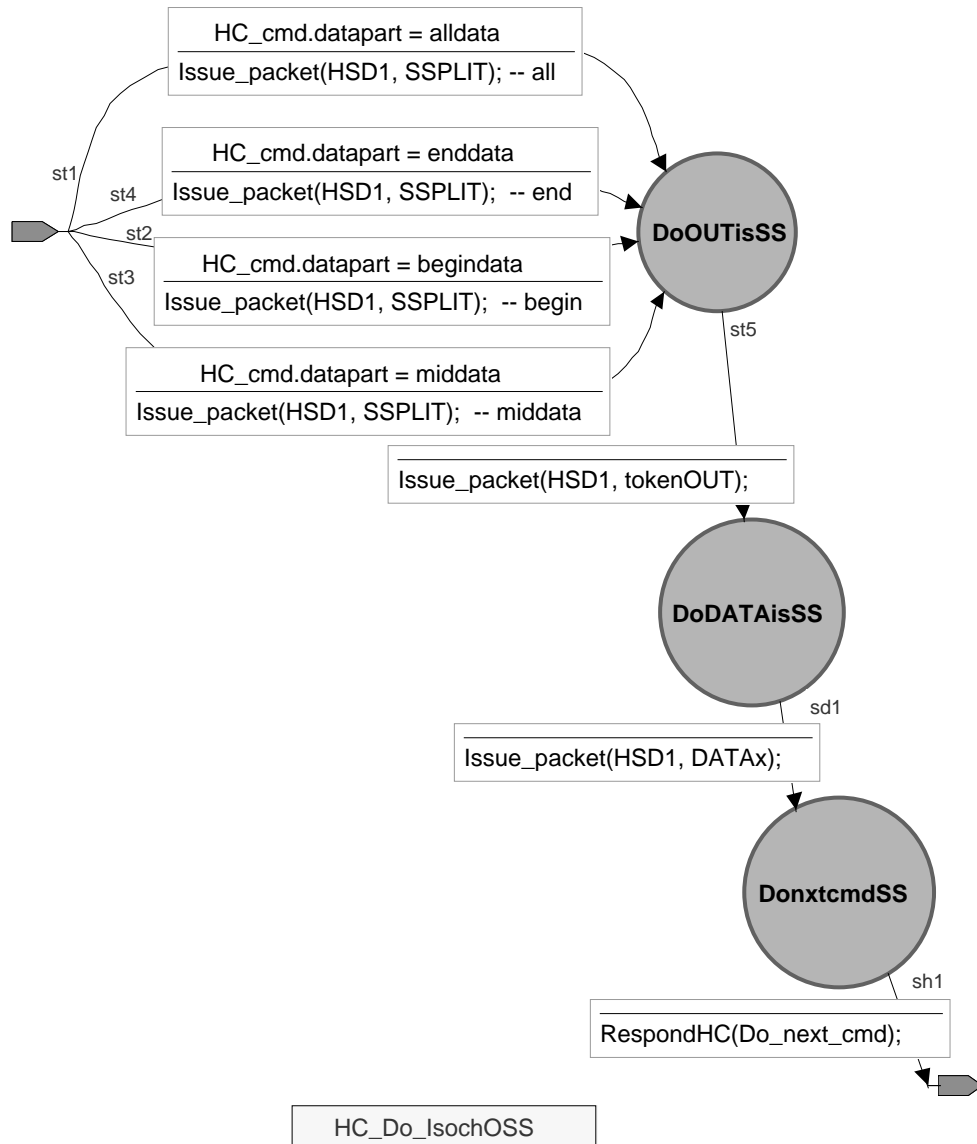 HC_cmd.datapart = alldata
Issue_packet(HSD1, SSPLIT); -- all
st1
HC_cmd.datapart = enddata
Issue_packet(HSD1, SSPLIT);  -- end
st4
DoOUTisSS
st2
HC_cmd.datapart = begindata
Issue_packet(HSD1, SSPLIT);  -- begin
st3
HC_cmd.datapart = middata
Issue_packet(HSD1, SSPLIT);  -- middata
st5
Issue_packet(HSD1, tokenOUT);
DoDATAisSS
sd1
Issue_packet(HSD1, DATAx);
DonxtcmdSS
sh1
RespondHC(Do_next_cmd);
HC_Do_IsochOSS